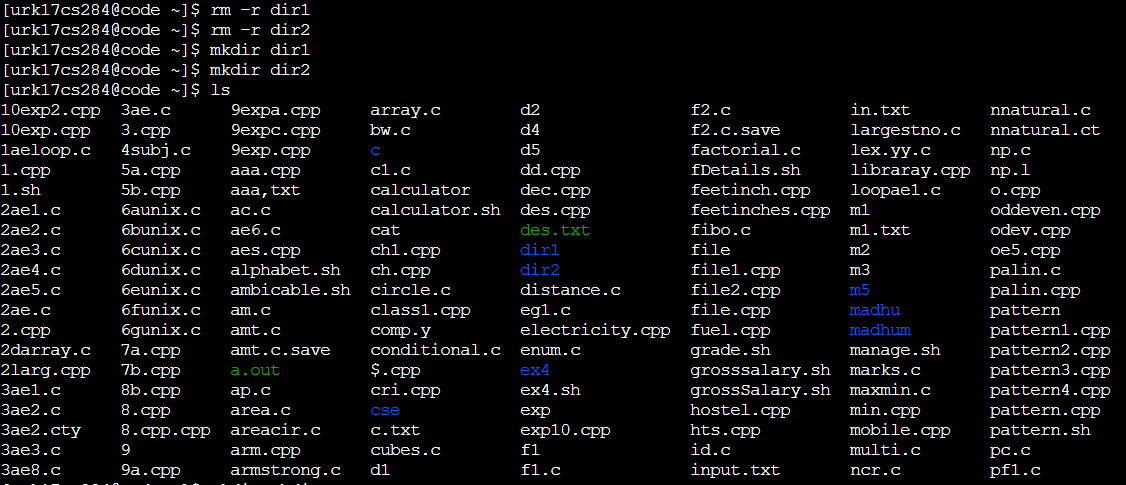 [urk17cs284@code ~]$ rm -r dir1
[urk17cs284@code ~]$ rm -r dir2
[urk17cs284@code ~]$ mkdir dir1
[urk17cs284@code ~]$ mkdir dir2
[urk17cs284@code ~]$ ls
10exp2.cpp 3ae.c 9expa.cpp array.c d2 f2.c in.txt nnatural.c
10exp.cpp 3.cpp 9expc.cpp bw.c d4 f2.c.save largestno.c nnatural.ct
1aeloop.c 4subj.c 9exp.cpp c d5 factorial.c lex.yy.c np.c
1.cpp 5a.cpp aaa.cpp c1.c dd.cpp fDetails.sh libraray.cpp np.l
1.sh 5b.cpp aaa,txt calculator dec.cpp feetinch.cpp loopae1.c o.cpp
2ae1.c 6aunix.c ac.c calculator.sh des.cpp feetinches.cpp m1 oddeven.cpp
2ae2.c 6bunix.c ae6.c cat des.txt fibo.c m1.txt odev.cpp
2ae3.c 6cunix.c aes.cpp ch1.cpp dir1 file m2 oe5.cpp
2ae4.c 6dunix.c alphabet.sh ch.cpp dir2 file1.cpp m3 palin.c
2ae5.c 6eunix.c ambicable.sh circle.c distance.c file2.cpp m5 palin.cpp
2ae.c 6funix.c am.c class1.cpp eg1.c file.cpp madhu pattern
2.cpp 6gunix.c amt.c comp.y electricity.cpp fuel.cpp madhum pattern1.cpp
2darray.c 7a.cpp amt.c.save conditional.c enum.c grade.sh manage.sh pattern2.cpp
2larg.cpp 7b.cpp a.out $.cpp ex4 grosssalary.sh marks.c pattern3.cpp
3ae1.c 8b.cpp ap.c cri.cpp ex4.sh grossSalary.sh maxmin.c pattern4.cpp
3ae2.c 8.cpp area.c cse exp hostel.cpp min.cpp pattern.cpp
3ae2.cty 8.cpp.cpp areacir.c c.txt exp10.cpp hts.cpp mobile.cpp pattern.sh
3ae3.c 9 arm.cpp cubes.c f1 id.c multi.c pc.c
3ae8.c 9a.cpp armstrong.c d1 f1.c input.txt ncr.c pf1.c